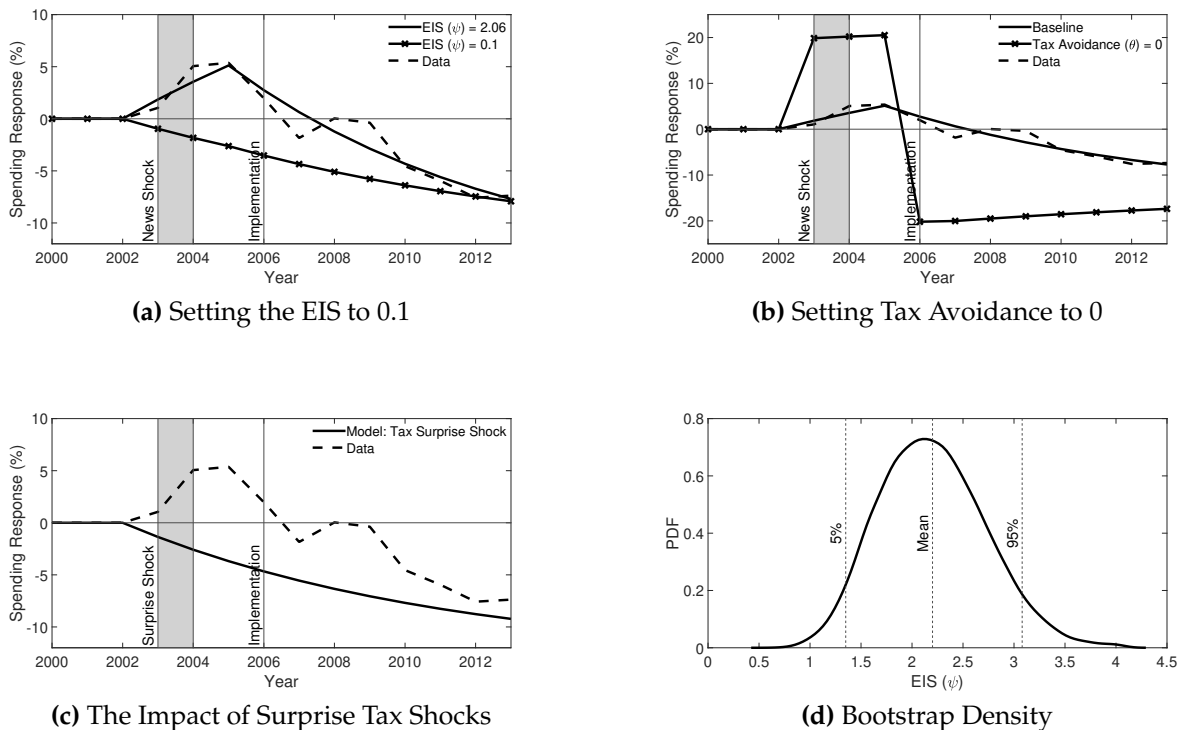 10
5
0
-5
-10
Spending Response (%)
EIS (ψ) = 2.06
EIS (ψ) = 0.1
Data
News Shock
Implementation
2000 2002 2004 2006 2008 2010 2012
Year
(a) Setting the EIS to 0.1
20
10
0
-10
-20
Spending Response (%)
Baseline
Tax Avoidance (θ) = 0
Data
News Shock
Implementation
2000 2002 2004 2006 2008 2010 2012
Year
(b) Setting Tax Avoidance to 0
10
5
0
-5
-10
Spending Response (%)
Model: Tax Surprise Shock
Data
Surprise Shock
Implementation
2000 2002 2004 2006 2008 2010 2012
Year
(c) The Impact of Surprise Tax Shocks
0.8
0.6
0.4
0.2
0
PDF
5%
Mean
95%
0 0.5 1 1.5 2 2.5 3 3.5 4 4.5
EIS (ψ)
(d) Bootstrap Density